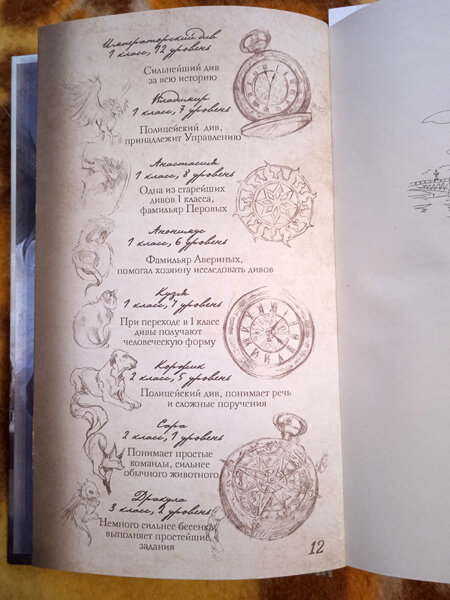 Императорский див
1 класс, 12 уровень
Сильнейший див
за всю историю
Владимир
1 класс, 7 уровень
Полицейский див,
принадлежит Управлению
Анастасия
1 класс, 8 уровень
Одна из старейших
дивов 1 класса,
фамильяр Перовых
Анонимус
1 класс, 6 уровень
Фамильяр Авериных,
помогал хозяину исследовать дивов
Кузя
1 класс, 1 уровень
При переходе в 1 класс
дивы получают
человеческую форму
Коржик
2 класс, 5 уровень
Полицейский див, понимает речь
и сложные поручения
Сара
2 класс, 1 уровень
Понимает простые
команды, сильнее
обычного животного
Дракула
3 класс, 2 уровень
Немного сильнее бесенка,
выполняет простейшие
задания
12